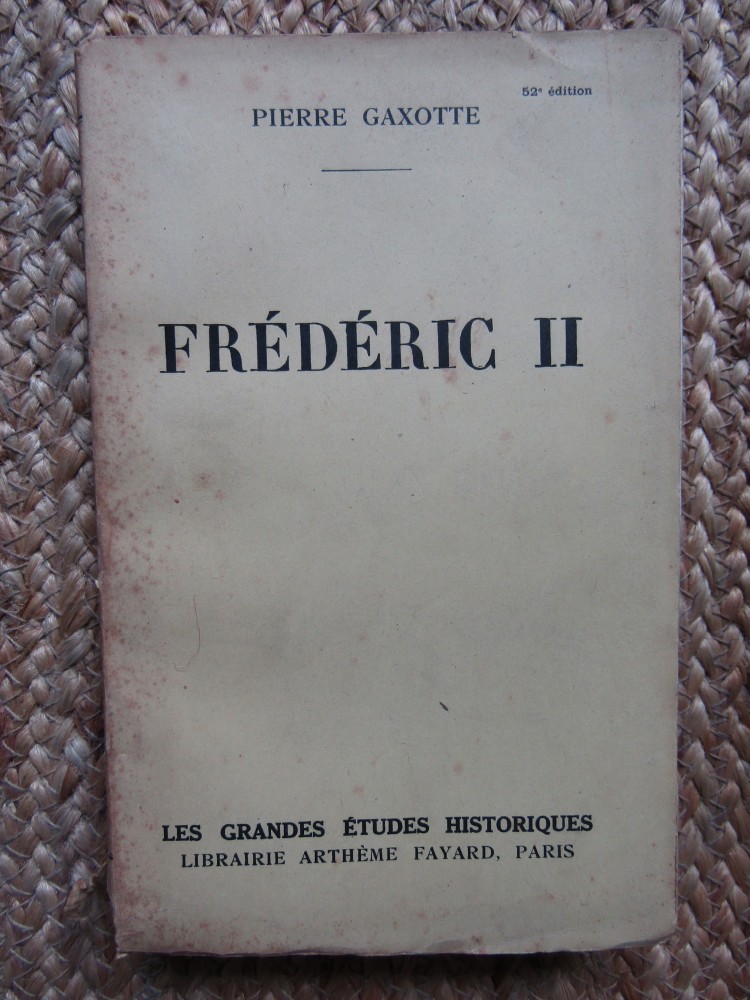 52e édition
PIERRE GAXOTTE
FRÉDÉRIC II
LES GRANDES ÉTUDES HISTORIQUES
LIBRAIRIE ARTHÈME FAYARD, PARIS